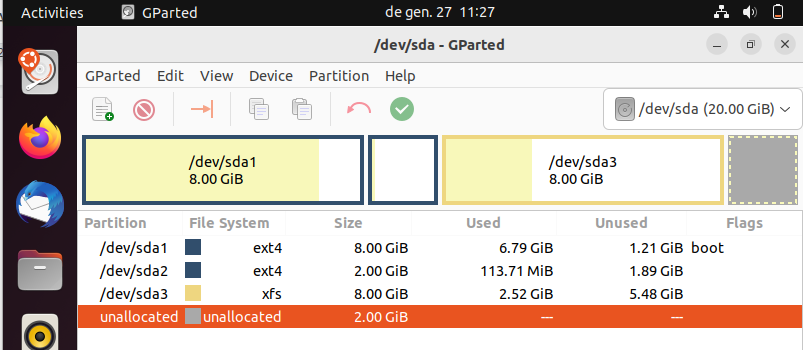 Activities GParted de gen. 27 11:27
/dev/sda - GParted
GParted Edit View Device Partition Help
/dev/sda (20.00 GiB)
/dev/sda1
8.00 GiB
/dev/sda3
8.00 GiB
Partition File System Size Used Unused Flags
/dev/sda1 ext4 8.00 GiB 6.79 GiB 1.21 GiB boot
/dev/sda2 ext4 2.00 GiB 113.71 MiB 1.89 GiB
/dev/sda3 xfs 8.00 GiB 2.52 GiB 5.48 GiB
unallocated unallocated 2.00 GiB --- ---